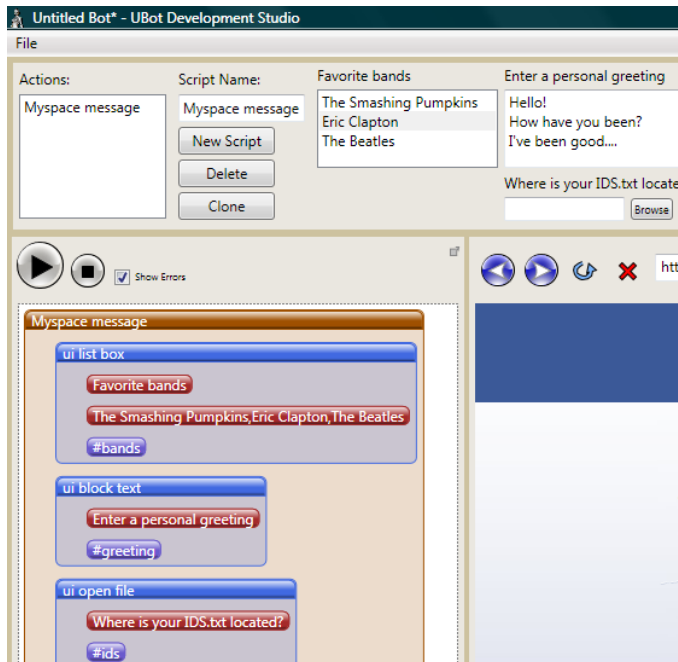 Untitled Bot* - UBot Development Studio
File
Actions:
Myspace message
Script Name:
Myspace message
New Script
Delete
Clone
Favorite bands
The Smashing Pumpkins
Eric Clapton
The Beatles
Enter a personal greeting
Hello!
How have you been?
I've been good....
Where is your IDS.txt locate
Browse
Show Errors
htt
Myspace message
ui list box
Favorite bands
The Smashing Pumpkins,Eric Clapton,The Beatles
#bands
ui block text
Enter a personal greeting
#greeting
ui open file
Where is your IDS.txt located?
#ids